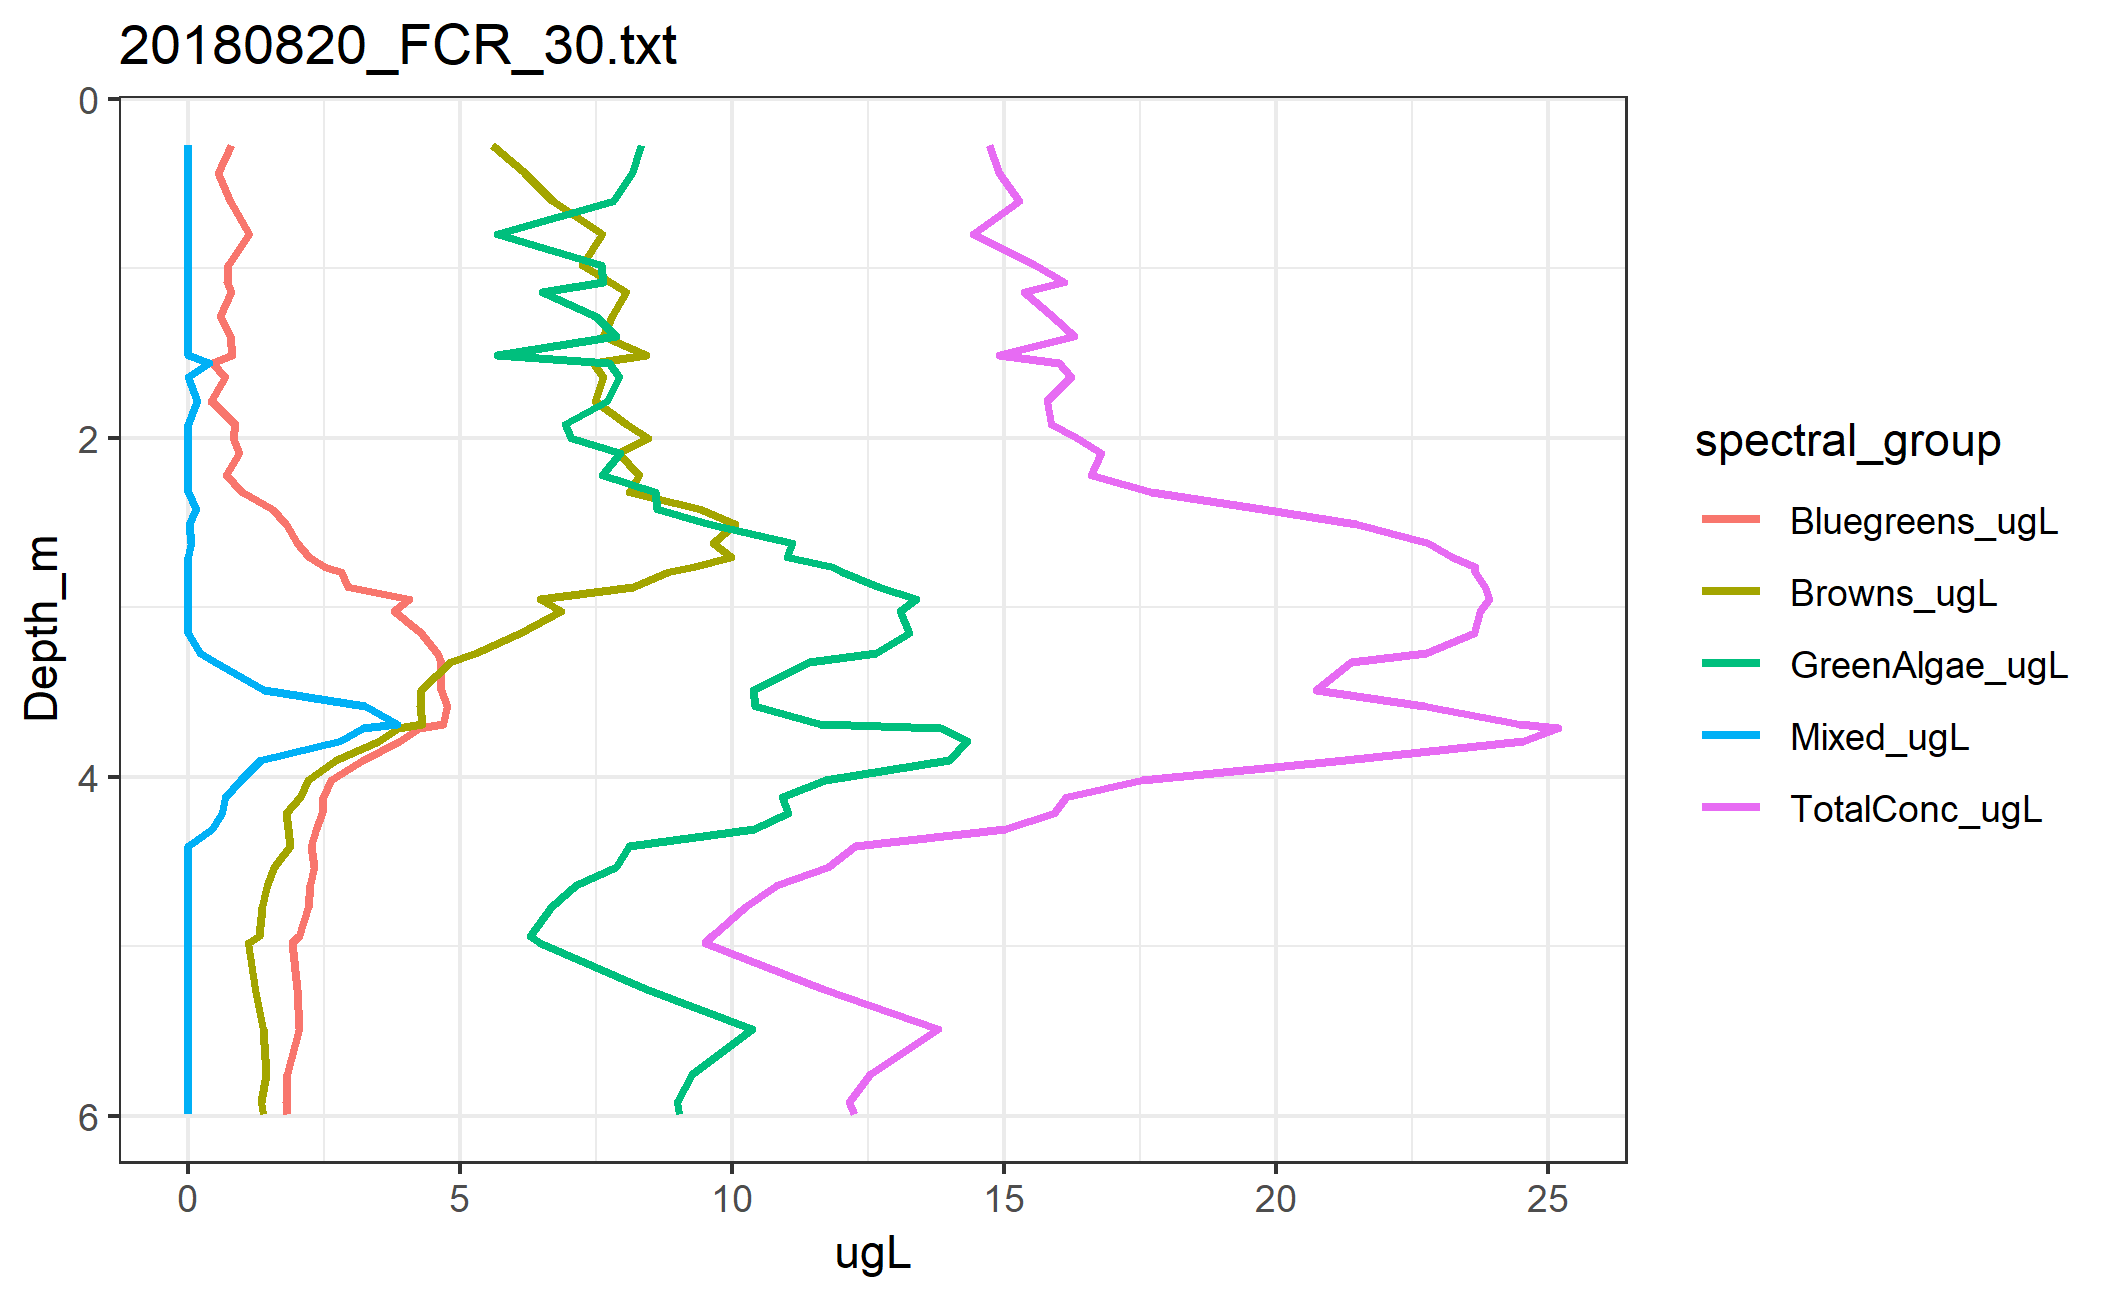 20180820_FCR_30.txt
0
2
4
6
Depth_m
0 5 10 15 20 25
ugL
spectral_group
Bluegreens_ugL
Browns_ugL
GreenAlgae_ugL
Mixed_ugL
TotalConc_ugL